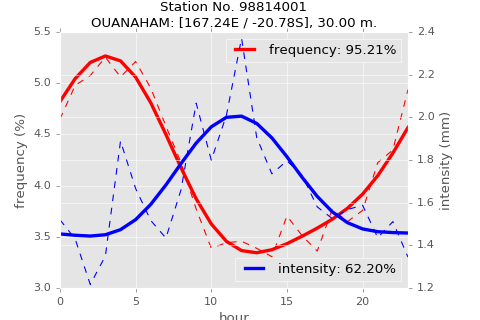 Station No. 98814001
OUANAHAM: [167.24E / -20.78S], 30.00 m.
5.5
5.0
4.5
4.0
3.5
3.0
frequency (%)
2.4
2.2
2.0
1.8
1.6
1.4
1.2
intensity (mm)
frequency: 95.21%
intensity: 62.20%
0 5 10 15 20
hour